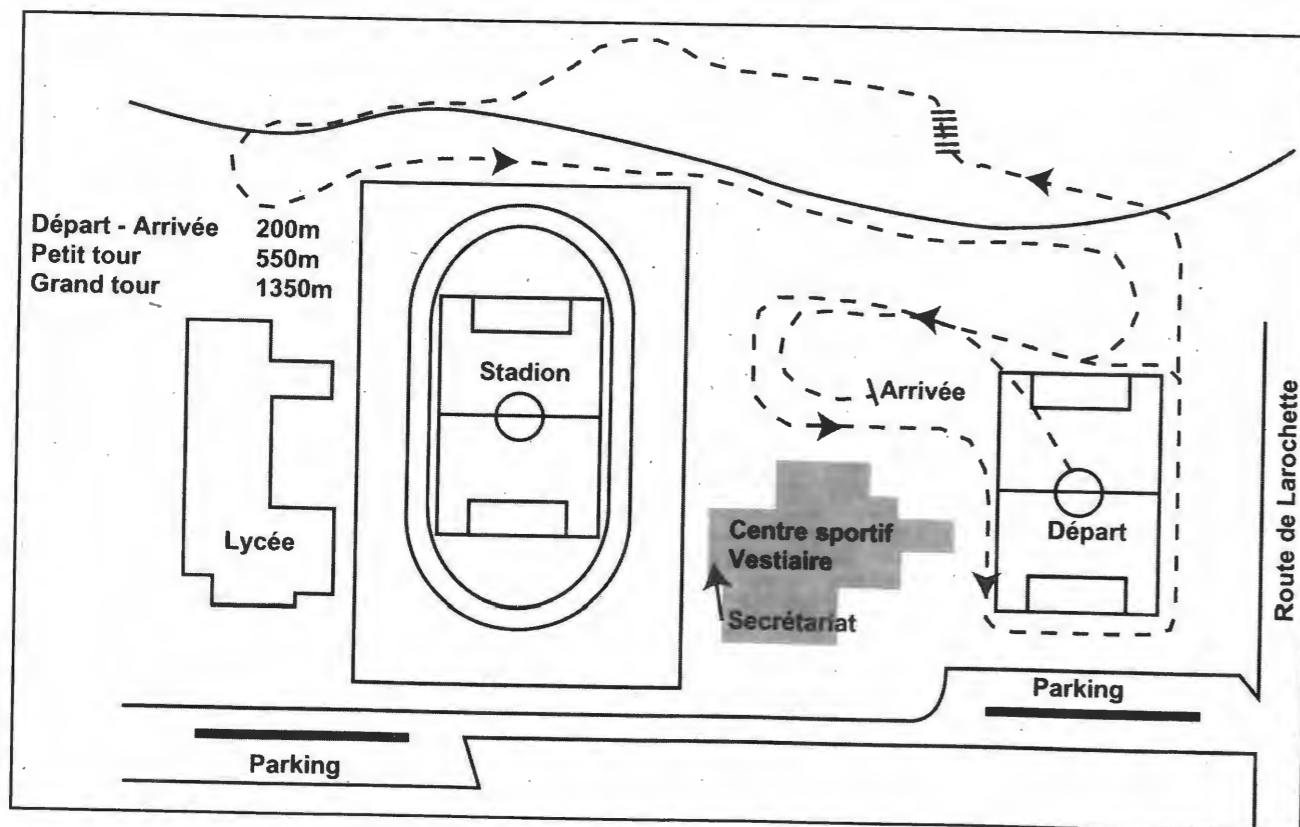 Départ - Arrivée 200m
Petit tour 550m
Grand tour 1350m
Stadion
Arrivée
Lycée
Centre sportif
Vestiaire
Départ
Secrétariat
Route de Larochette
Parking
Parking